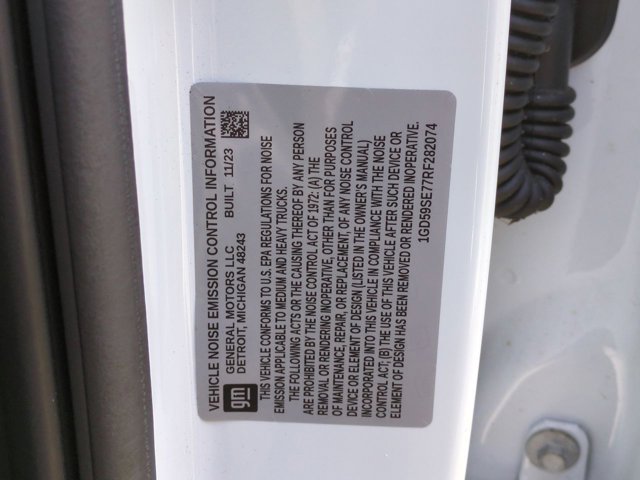 VEHICLE NOISE EMISSION CONTROL INFORMATION
gm
GENERAL MOTORS LLC BUILT 11/23
DETROIT, MICHIGAN 48243
THIS VEHICLE CONFORMS TO U.S. EPA REGULATIONS FOR NOISE
EMISSION APPLICABLE TO MEDIUM AND HEAVY TRUCKS.
THE FOLLOWING ACTS OR THE CAUSING THEREOF BY ANY PERSON
ARE PROHIBITED BY THE NOISE CONTROL ACT OF 1972: (A) THE
REMOVAL OR RENDERING INOPERATIVE, OTHER THAN FOR PURPOSES
OF MAINTENANCE, REPAIR, OR REPLACEMENT, OF ANY NOISE CONTROL
DEVICE OR ELEMENT OF DESIGN (LISTED IN THE OWNER'S MANUAL)
INCORPORATED INTO THIS VEHICLE IN COMPLIANCE WITH THE NOISE
CONTROL ACT; (B) THE USE OF THIS VEHICLE AFTER SUCH DEVICE OR
ELEMENT OF DESIGN HAS BEEN REMOVED OR RENDERED INOPERATIVE.
1GD59SE77RF282074